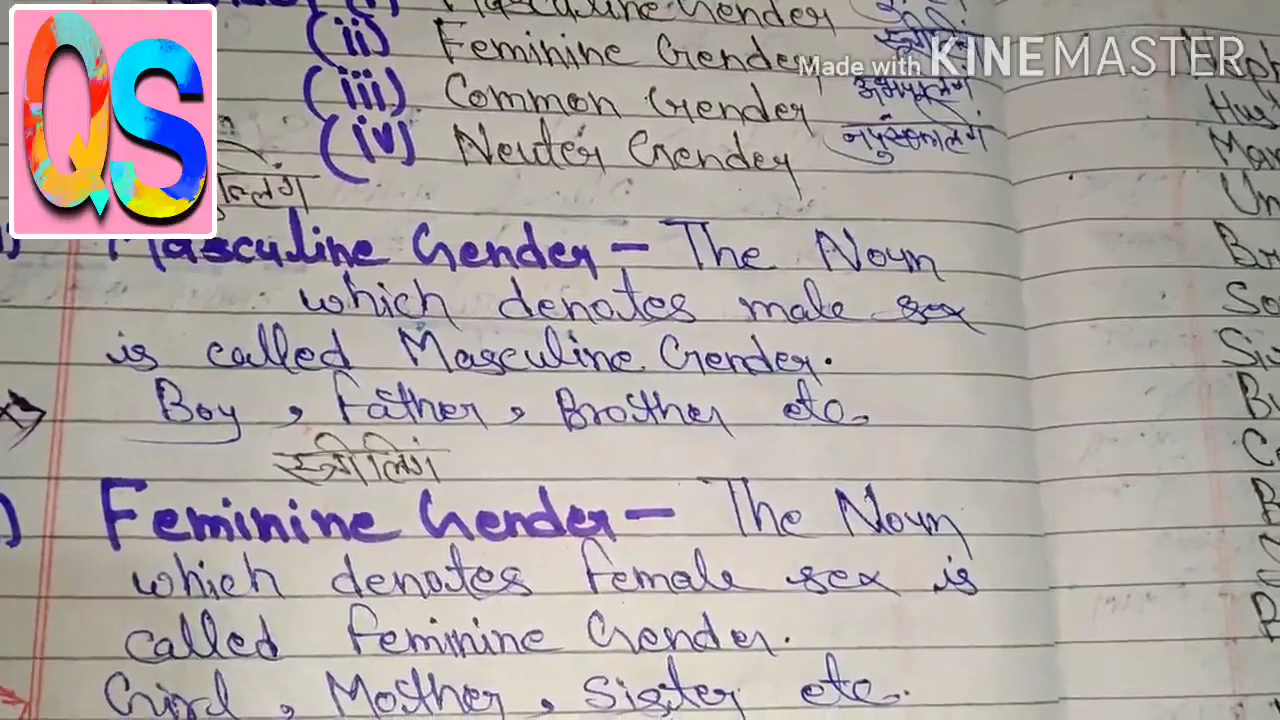 QS
Made with KINEMASTER
Masculine Gender
(ii) Feminine Gender
(iii) Common Gender
(iv) Neuter Gender
Masculine Gender - The Noun
which denotes male sex
is called Masculine Gender.
Boy, Father, Brother etc.
स्त्रीलिंग
Feminine Gender - The Noun
which denotes female sex is
called Feminine Gender.
Girl, Mother, Sister etc.